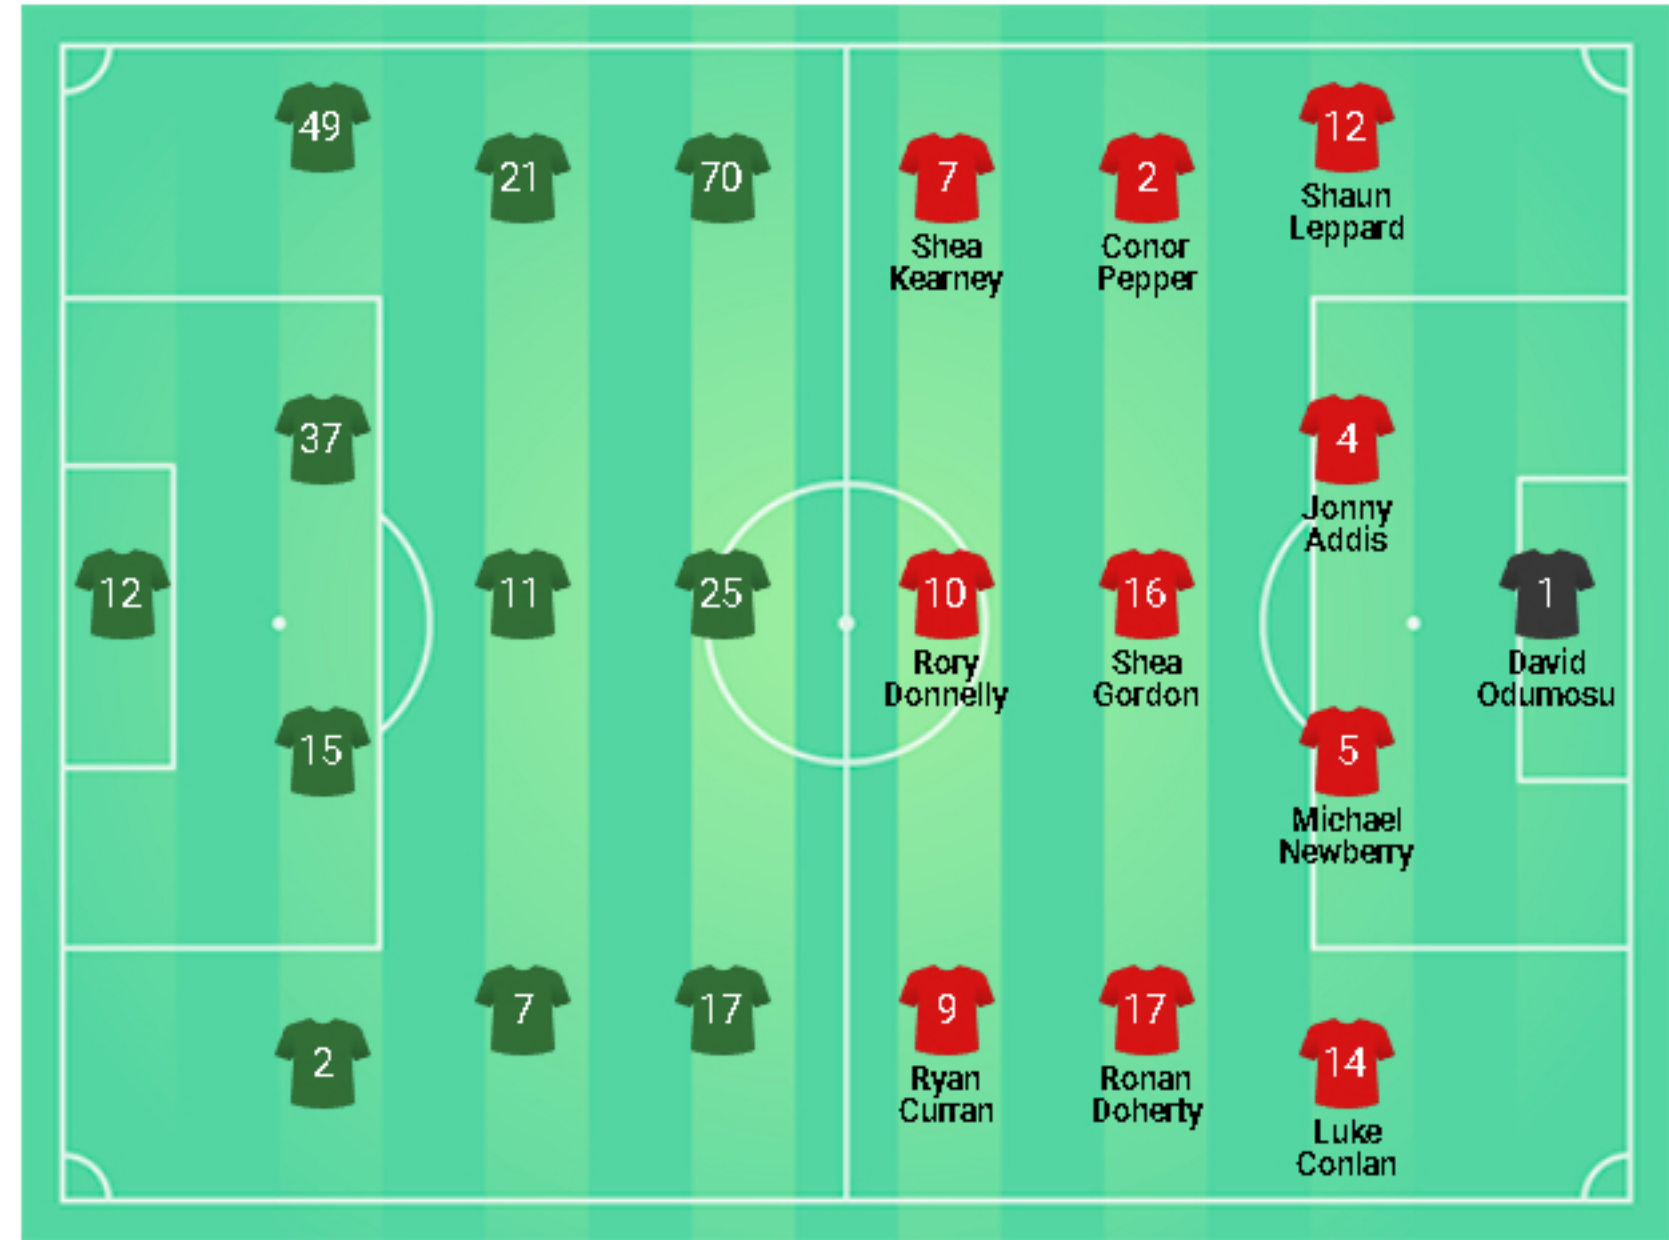 49
12
21
70
7
2
Shaun
Leppard
Shea
Kearney
Conor
Pepper
37
4
Jonny
Addis
12
11
25
10
16
1
Rory
Donnelly
Shea
Gordon
David
Odumosu
15
5
Michael
Newberry
7
17
9
17
Ryan
Curran
Ronan
Doherty
2
14
Luke
Conlan